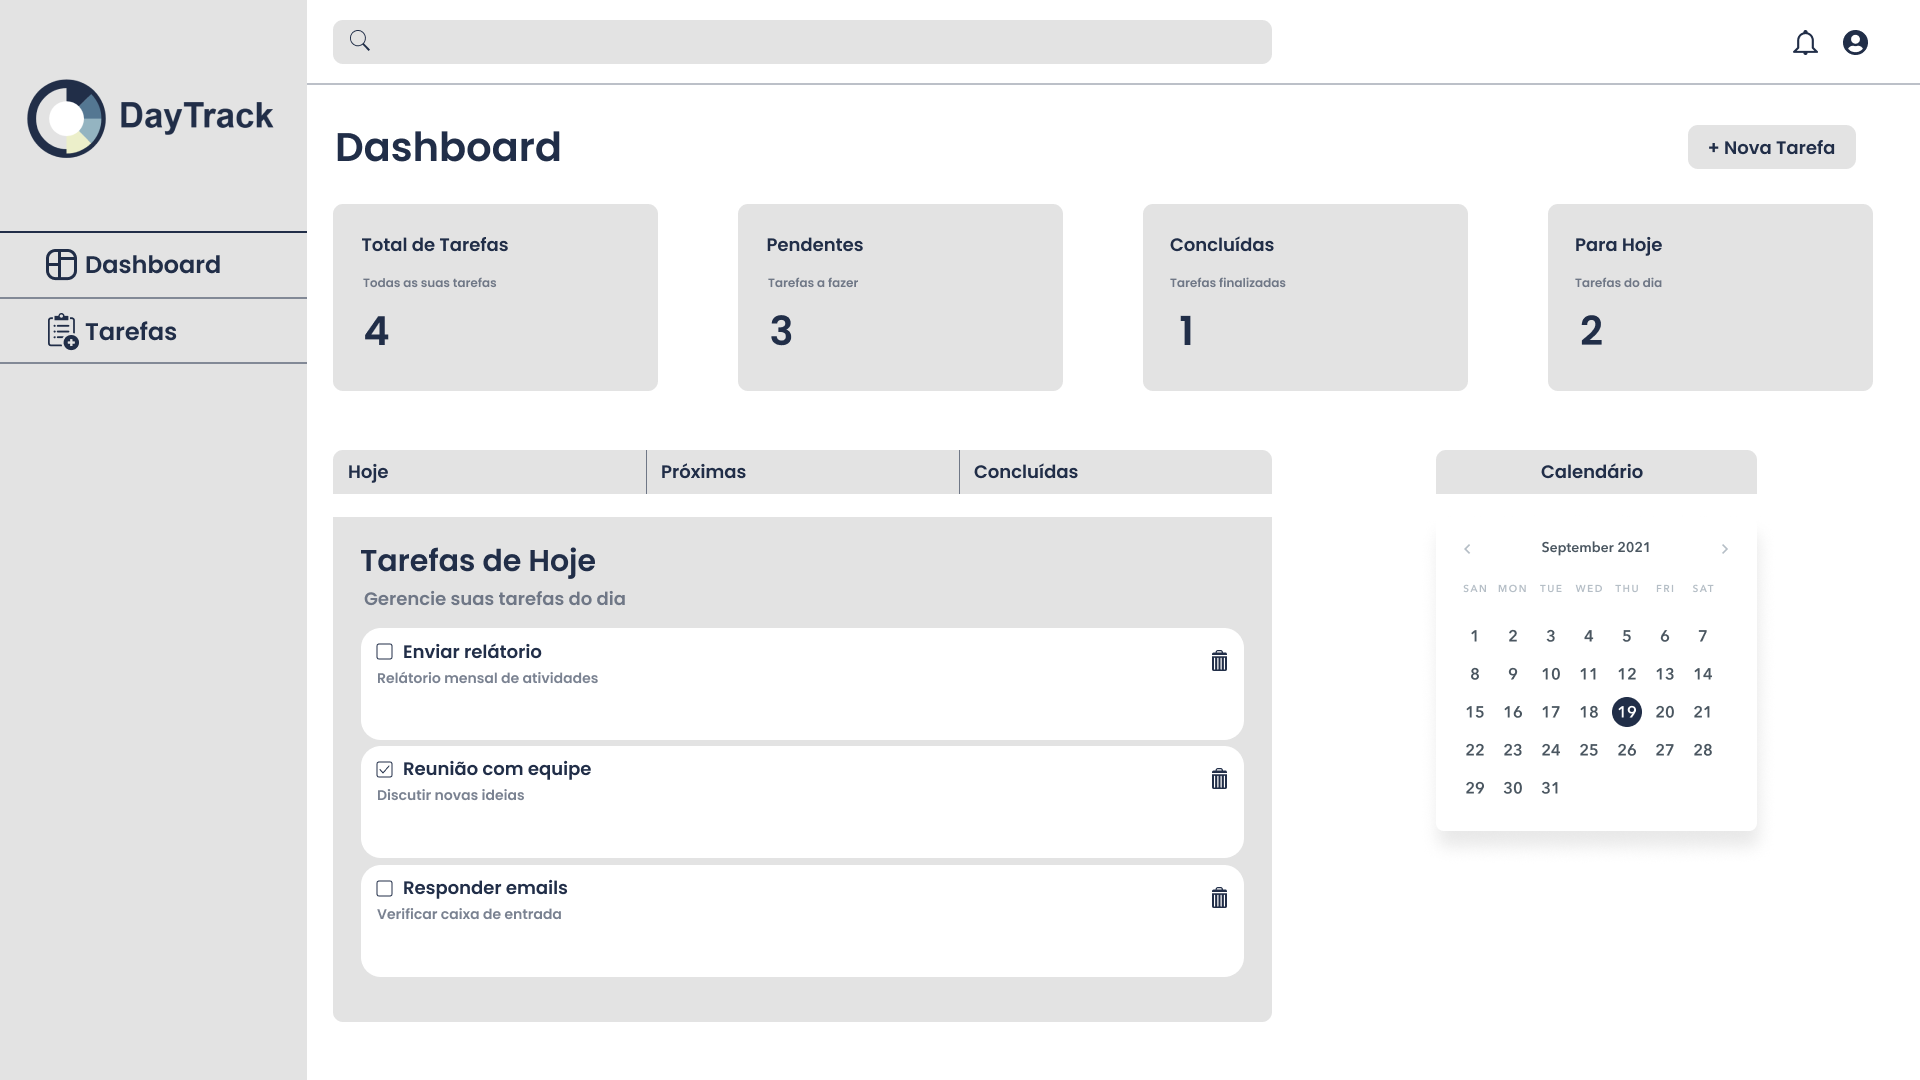 DayTrack
Dashboard
Tarefas
Dashboard
+ Nova Tarefa
Total de Tarefas
Todas as suas tarefas
4
Pendentes
Tarefas a fazer
3
Concluídas
Tarefas finalizadas
1
Para Hoje
Tarefas do dia
2
Hoje Próximas Concluídas
Tarefas de Hoje
Gerencie suas tarefas do dia
Enviar relátorio
Relátorio mensal de atividades
Reunião com equipe
Discutir novas ideias
Responder emails
Verificar caixa de entrada
Calendário
September 2021
SAN MON TUE WED THU FRI SAT
1 2 3 4 5 6 7
8 9 10 11 12 13 14
15 16 17 18 19 20 21
22 23 24 25 26 27 28
29 30 31